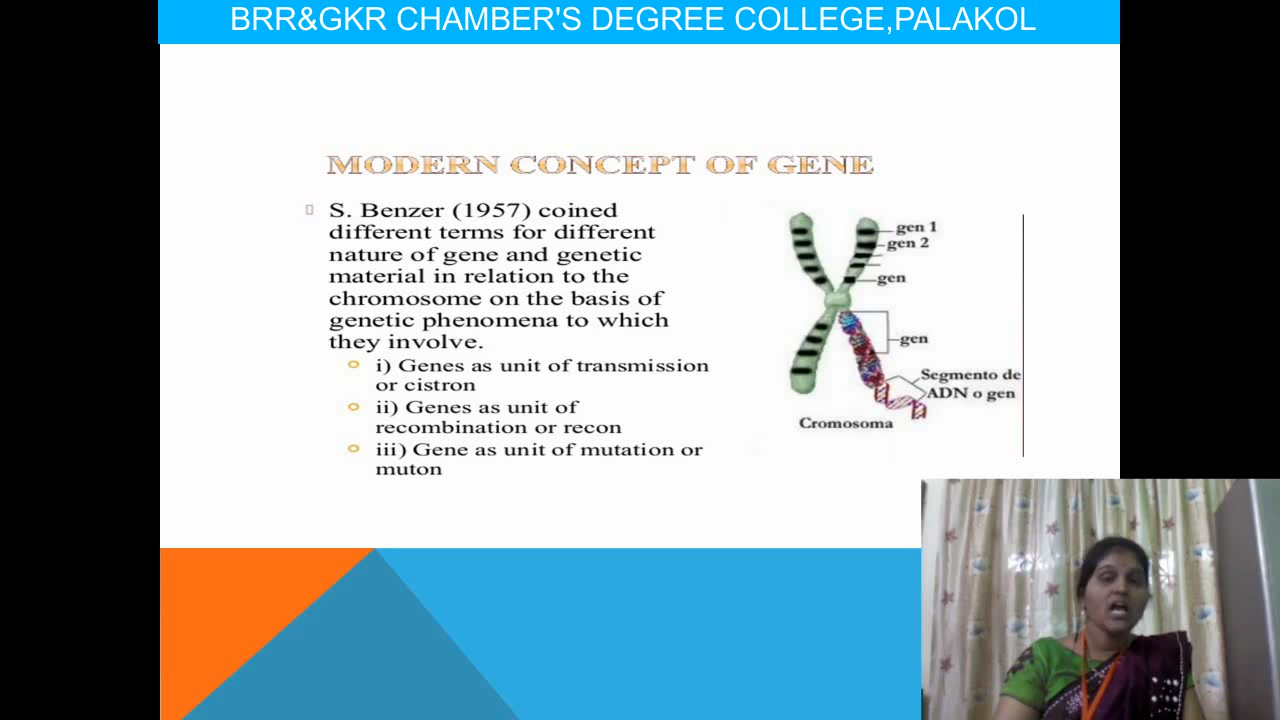 BRR&GKR CHAMBER'S DEGREE COLLEGE,PALAKOL
MODERN CONCEPT OF GENE
S. Benzer (1957) coined
different terms for different
nature of gene and genetic
material in relation to the
chromosome on the basis of
genetic phenomena to which
they involve.
i) Genes as unit of transmission
or cistron
ii) Genes as unit of
recombination or recon
iii) Gene as unit of mutation or
muton
gen 1
gen 2
gen
gen
Segmento de
ADN o gen
Cromosoma